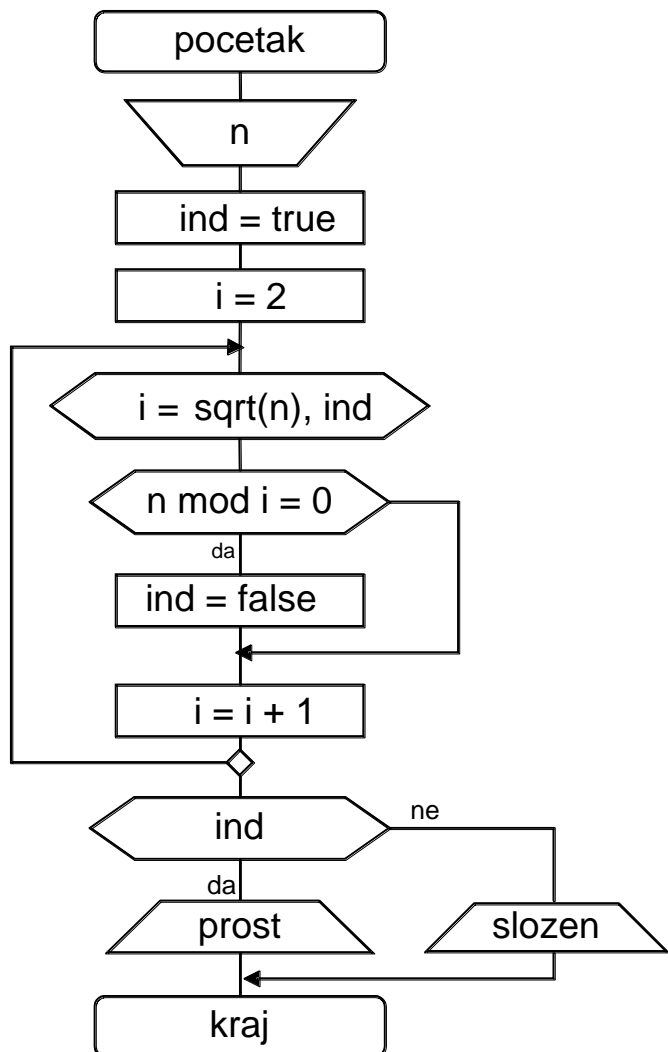 pocetak
n
ind = true
i = 2
i = sqrt(n), ind
n mod i = 0
da
ind = false
i = i + 1
ind
ne
da
prost
slozen
kraj